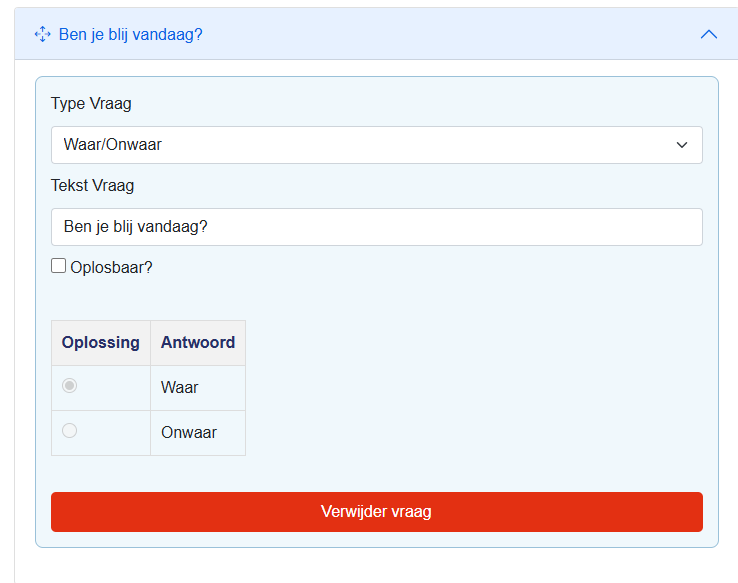 Ben je blij vandaag?
Type Vraag
Waar/Onwaar
Tekst Vraag
Ben je blij vandaag?
Oplosbaar?
Oplossing Antwoord
Waar
Onwaar
Verwijder vraag